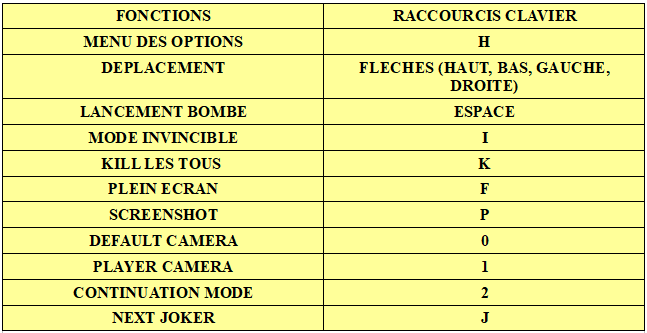 FONCTIONS RACCOURCIS CLAVIER
MENU DES OPTIONS H
DEPLACEMENT FLECHES (HAUT, BAS, GAUCHE,
DROITE)
LANCEMENT BOMBE ESPACE
MODE INVINCIBLE I
KILL LES TOUS K
PLEIN ECRAN F
SCREENSHOT P
DEFAULT CAMERA 0
PLAYER CAMERA 1
CONTINUATION MODE 2
NEXT JOKER J